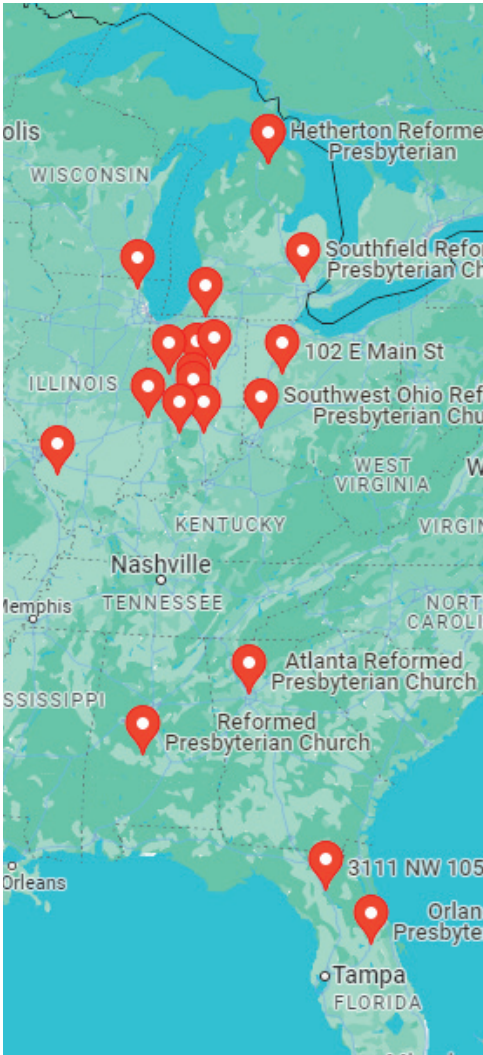 Hetherton Reforme
Presbyterian
olis
WISCONSIN
Southfield Refor
Presbyterian Ch
102 E Main St
ILLINOIS
Southwest Ohio Ref
Presbyterian Chu
WEST
VIRGINIA
W
KENTUCKY
VIRGIN
Nashville
Memphis
TENNESSEE
NORT
CAROLI
Atlanta Reformed
Presbyterian Church
SSISSIPPI
Reformed
Presbyterian Church
3111 NW 105
Orleans
Orlan
Presbyte
Tampa
FLORIDA